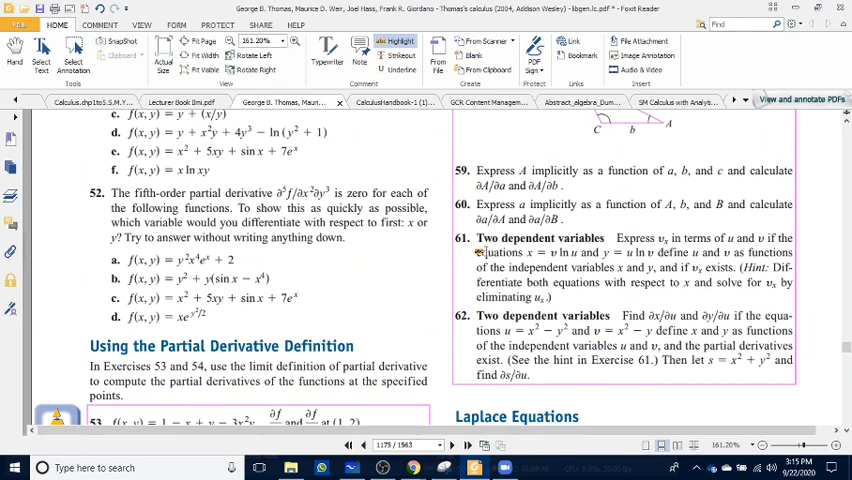 George B. Thomas, Maurice D. Weir, Joel Hass, Frank R. Giordano - Thomas's calculus (2004, Addison Wesley) - libgen.lc.pdf * - Foxit Reader
FILE HOME COMMENT VIEW FORM PROTECT SHARE HELP
Find
Hand
Select Text
Select Annotation
SnapShot
Clipboard
Actual Size
Fit Page
Fit Width
Fit Visible
161.20%
Rotate Left
Rotate Right
Typewriter
Note
Highlight
Strikeout
Underline
From File
From Scanner
Blank
From Clipboard
PDF Sign
Link
Bookmark
File Attachment
Image Annotation
Audio & Video
Tools
View
Comment
Create
Protect
Links
Insert
Calculus.chp1to5.S.M.Y...
Lecturer Book Ilmi.pdf
George B. Thomas, Maur...
CalculusHandbook-1 (1)...
GCR Content Managemen...
Abstract_algebra_Dum...
SM Calculus with Analyti...
View and annotate PDFs
c. f(x, y) = y + (x/y)
d. f(x, y) = y + x²y + 4y³ − ln (y² + 1)
e. f(x, y) = x² + 5xy + sin x + 7eˣ
f. f(x, y) = x ln xy
52. The fifth-order partial derivative ∂⁵f/∂x²∂y³ is zero for each of
the following functions. To show this as quickly as possible,
which variable would you differentiate with respect to first: x or
y? Try to answer without writing anything down.
a. f(x, y) = y²x⁴eˣ + 2
b. f(x, y) = y² + y(sin x − x⁴)
c. f(x, y) = x² + 5xy + sin x + 7eˣ
d. f(x, y) = xe^{y²/2}
Using the Partial Derivative Definition
In Exercises 53 and 54, use the limit definition of partial derivative
to compute the partial derivatives of the functions at the specified
points.
53. f(x, y) = 1 − x + y − 3x²y, ∂f and ∂f at (1, 2)
C b A
59. Express A implicitly as a function of a, b, and c and calculate
∂A/∂a and ∂A/∂b.
60. Express a implicitly as a function of A, b, and B and calculate
∂a/∂A and ∂a/∂B.
61. Two dependent variables Express vₓ in terms of u and v if the
equations x = v ln u and y = u ln v define u and v as functions
of the independent variables x and y, and if vₓ exists. (Hint: Dif-
ferentiate both equations with respect to x and solve for vₓ by
eliminating uₓ.)
62. Two dependent variables Find ∂x/∂u and ∂y/∂u if the equa-
tions u = x² − y² and v = x² − y define x and y as functions
of the independent variables u and v, and the partial derivatives
exist. (See the hint in Exercise 61.) Then let s = x² + y² and
find ∂s/∂u.
Laplace Equations
1175 / 1563
161.20%
Type here to search
3:15 PM
9/22/2020